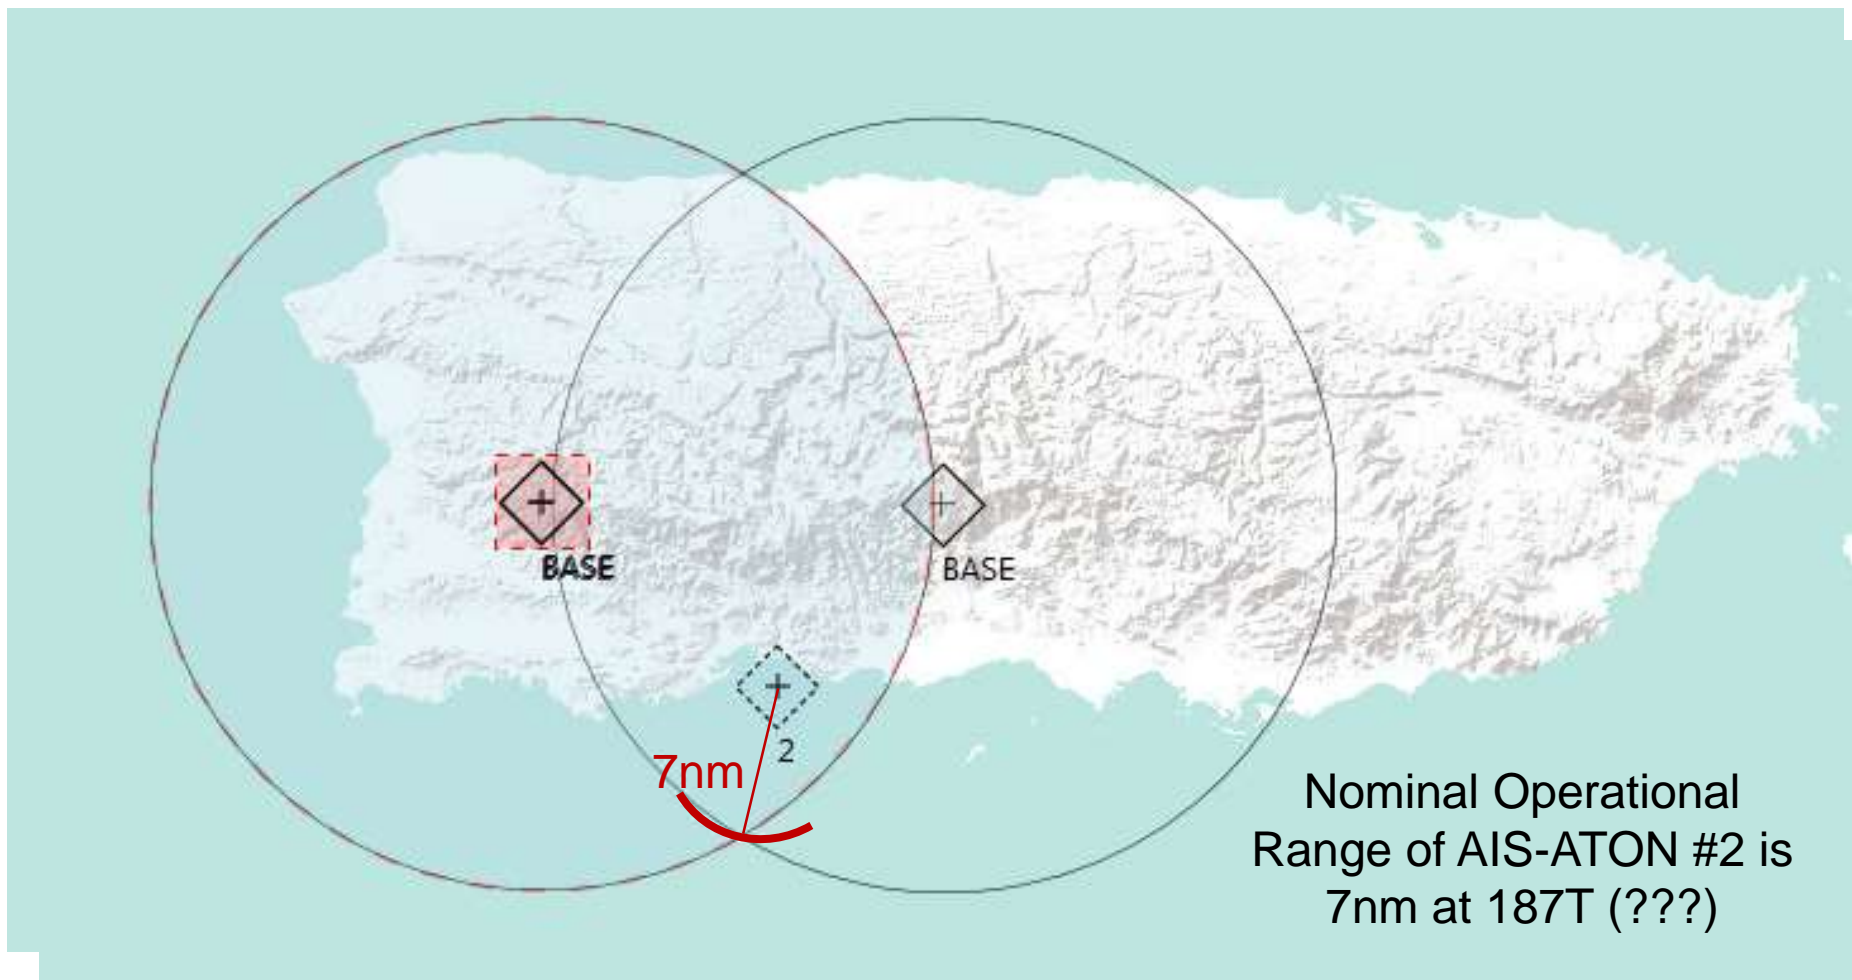 BASE
BASE
2
7nm
Nominal Operational
Range of AIS-ATON #2 is
7nm at 187T (???)